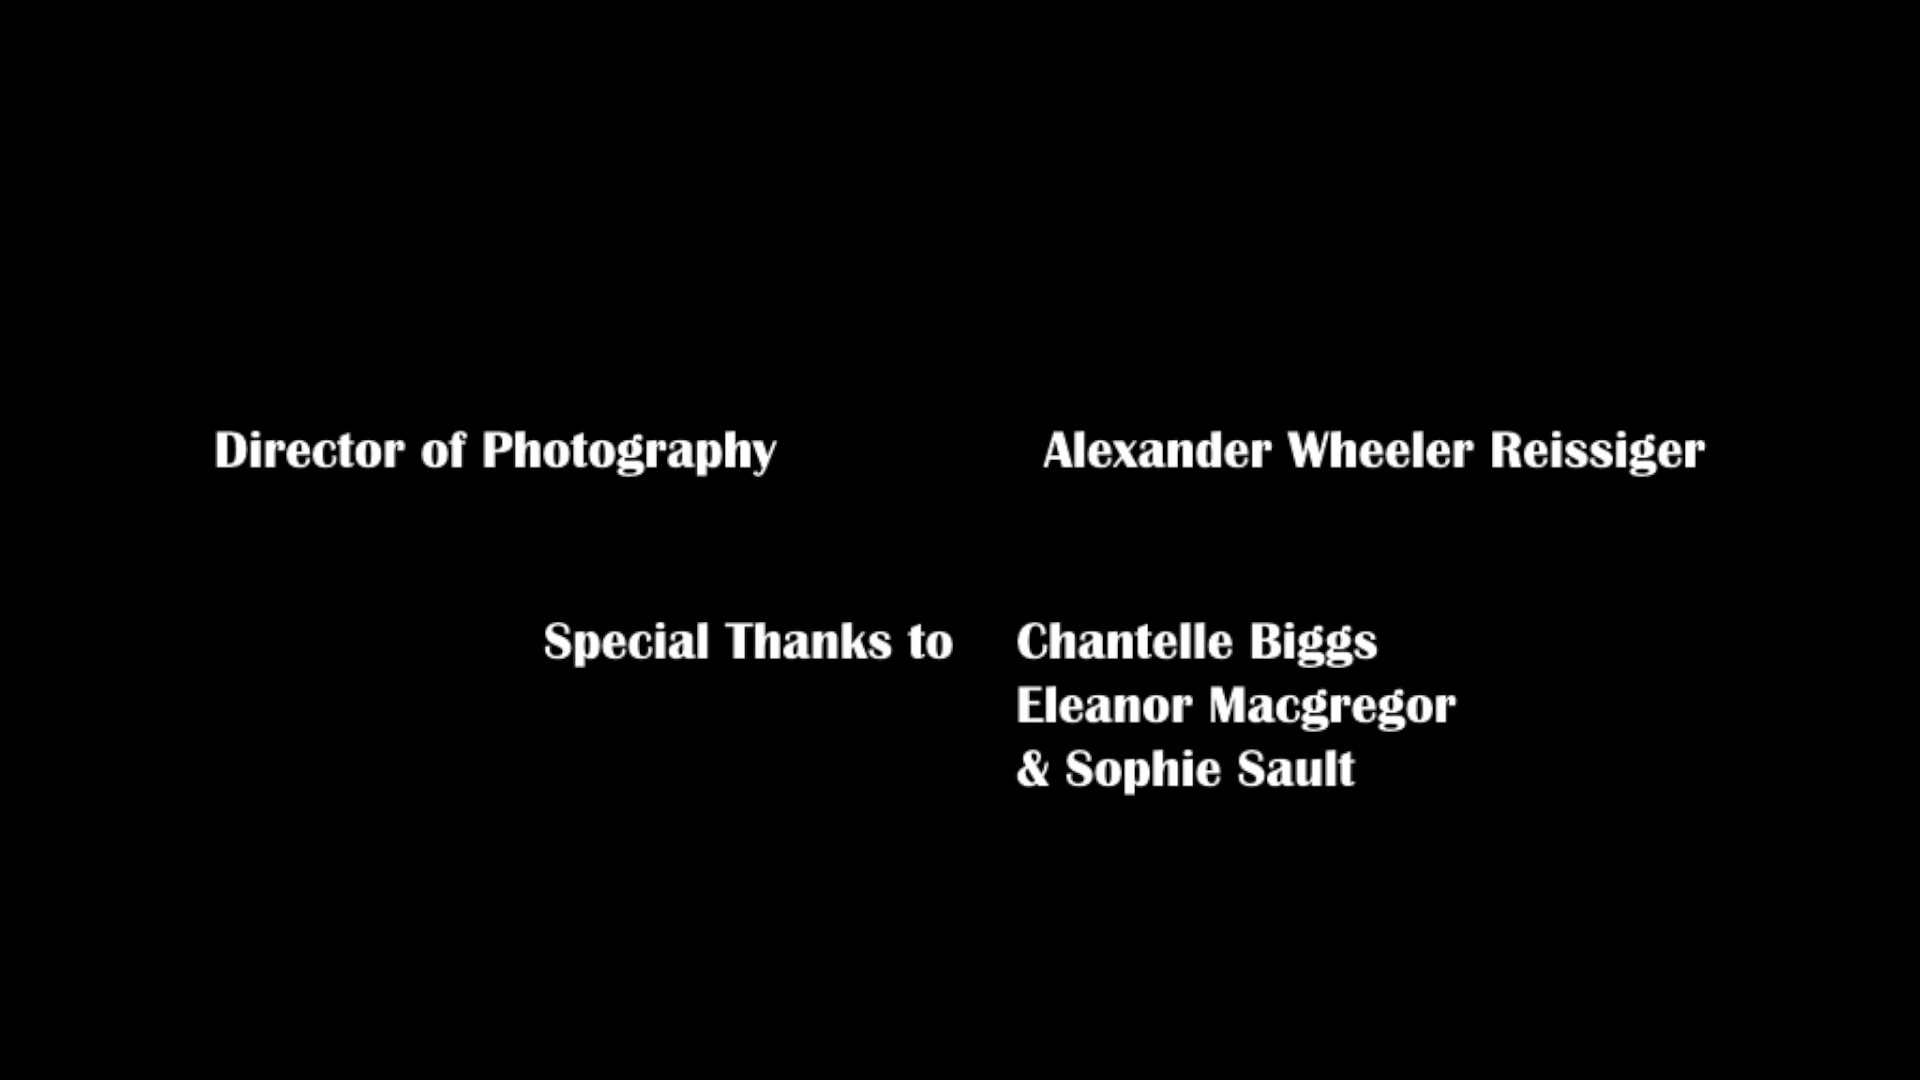 Director of Photography Alexander Wheeler Reissiger
Special Thanks to Chantelle Biggs
Eleanor Macgregor
& Sophie Sault